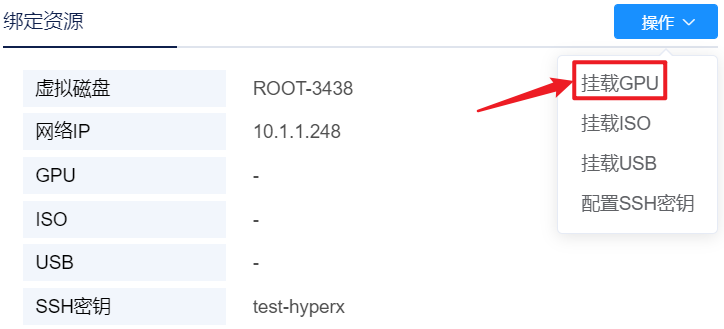 绑定资源
操作
挂载GPU
挂载ISO
挂载USB
配置SSH密钥
虚拟磁盘 ROOT-3438
网络IP 10.1.1.248
GPU -
ISO -
USB -
SSH密钥 test-hyperx